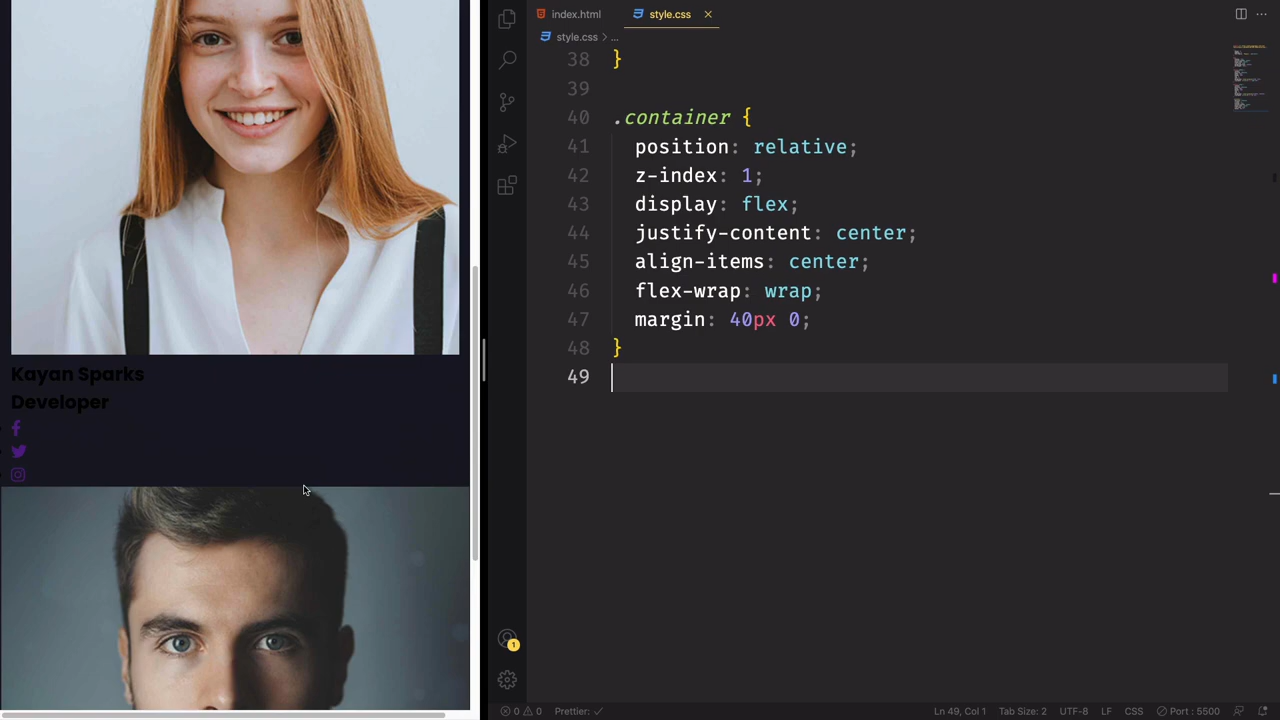 Kayan Sparks
Developer
index.html
style.css
style.css > ...
38 }
39
40 .container {
41 position: relative;
42 z-index: 1;
43 display: flex;
44 justify-content: center;
45 align-items: center;
46 flex-wrap: wrap;
47 margin: 40px 0;
48 }
49
1
0 0 Prettier: ✓ Ln 49, Col 1 Tab Size: 2 UTF-8 LF CSS Port : 5500